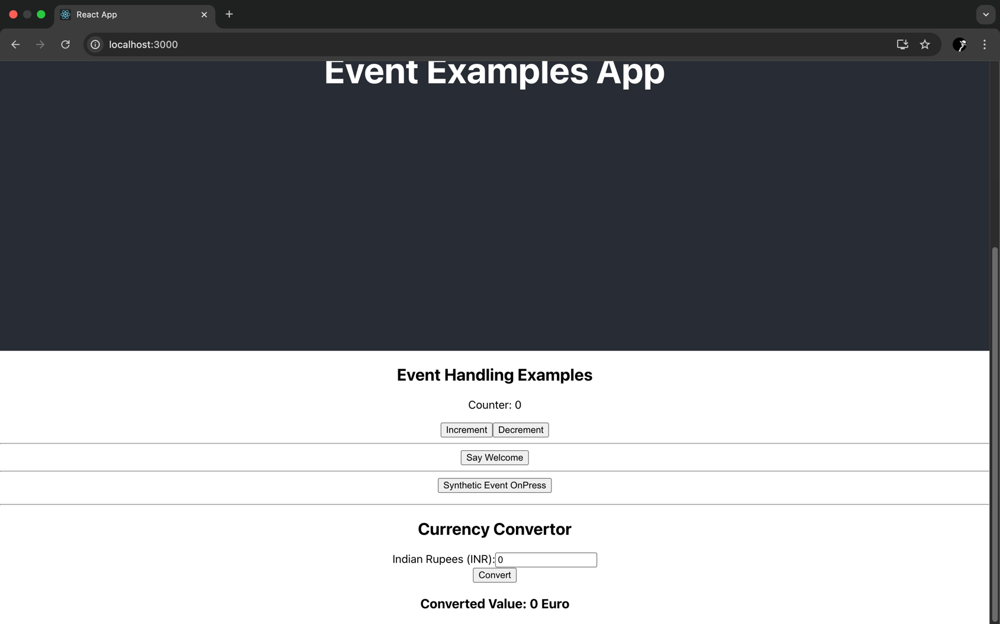 React App
localhost:3000
Event Examples App
Event Handling Examples
Counter: 0
Increment Decrement
Say Welcome
Synthetic Event OnPress
Currency Convertor
Indian Rupees (INR): 0
Convert
Converted Value: 0 Euro